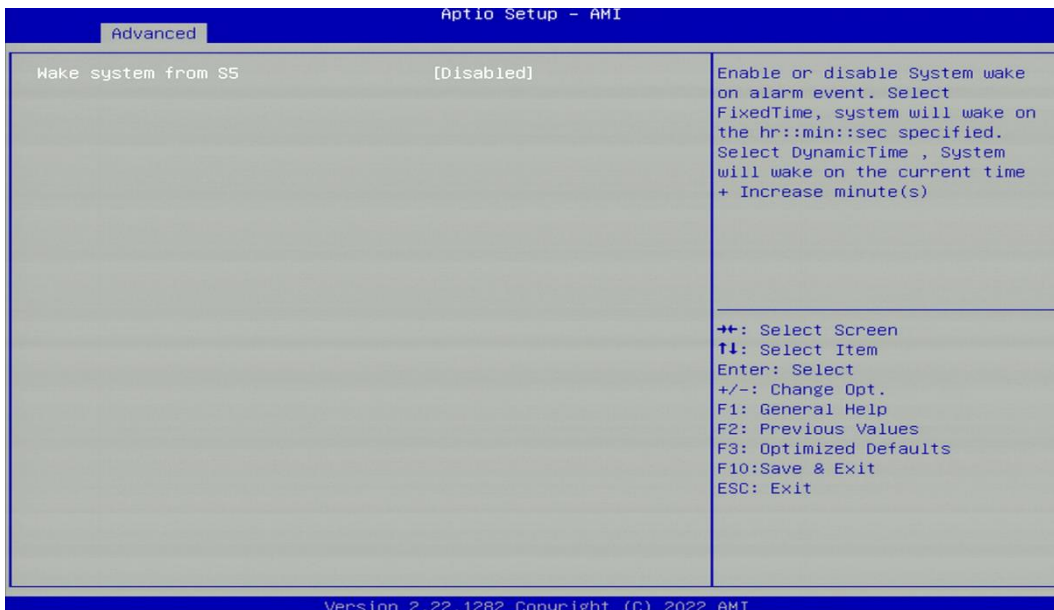 Aptio Setup – AMI
Advanced
Wake system from S5 [Disabled]
Enable or disable System wake
on alarm event. Select
FixedTime, system will wake on
the hr::min::sec specified.
Select DynamicTime , System
will wake on the current time
+ Increase minute(s)
→←: Select Screen
↑↓: Select Item
Enter: Select
+/-: Change Opt.
F1: General Help
F2: Previous Values
F3: Optimized Defaults
F10:Save & Exit
ESC: Exit
Version 2.22.1282 Copyright (C) 2022 AMI